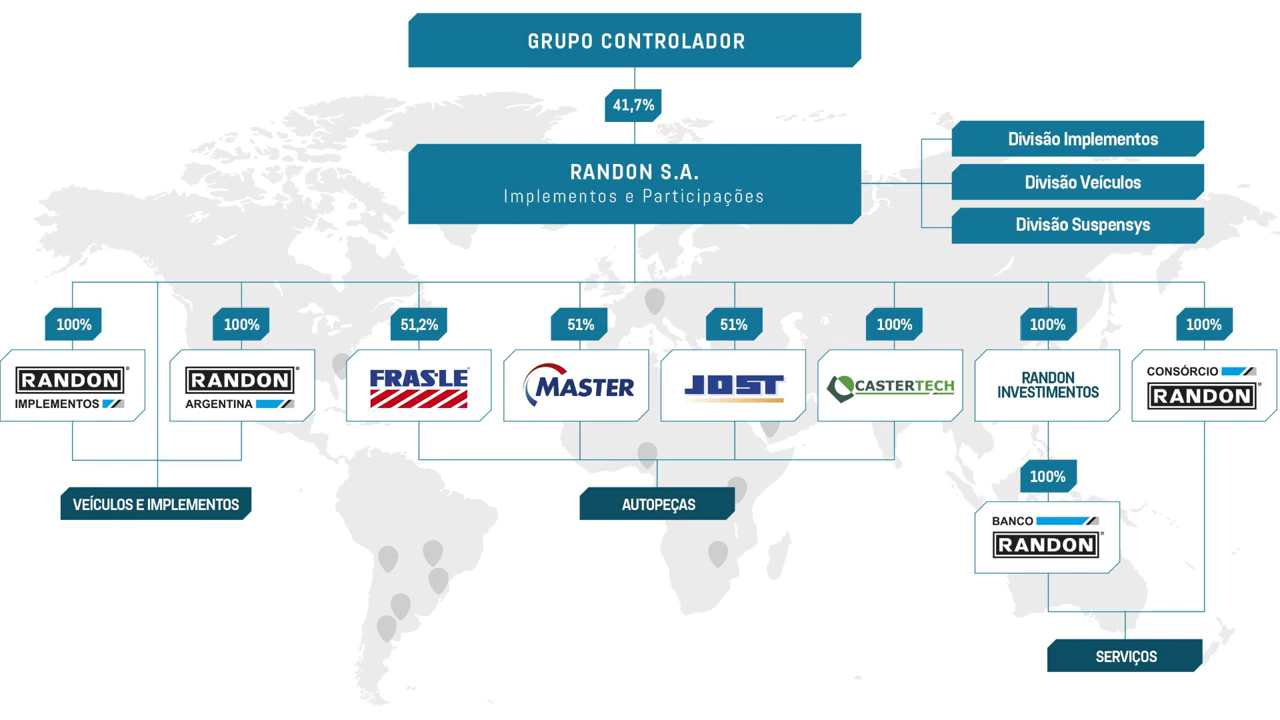 GRUPO CONTROLADOR
41,7%
RANDON S.A.
Implementos e Participações
Divisão Implementos
Divisão Veículos
Divisão Suspensys
100%
100%
51,2%
51%
51%
100%
100%
100%
RANDON
IMPLEMENTOS
RANDON
ARGENTINA
FRAS-LE
MASTER
JOST
CASTERTECH
RANDON
INVESTIMENTOS
CONSÓRCIO
RANDON
VEÍCULOS E IMPLEMENTOS
AUTOPEÇAS
100%
BANCO
RANDON
SERVIÇOS